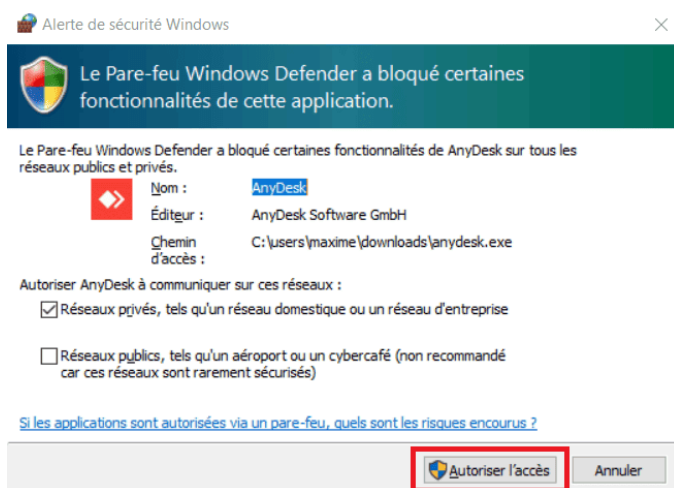 Alerte de sécurité Windows
Le Pare-feu Windows Defender a bloqué certaines
fonctionnalités de cette application.
Le Pare-feu Windows Defender a bloqué certaines fonctionnalités de AnyDesk sur tous les
réseaux publics et privés.
Nom : AnyDesk
Éditeur : AnyDesk Software GmbH
Chemin C:\users\maxime\downloads\anydesk.exe
d'accès :
Autoriser AnyDesk à communiquer sur ces réseaux :
Réseaux privés, tels qu'un réseau domestique ou un réseau d'entreprise
Réseaux publics, tels qu'un aéroport ou un cybercafé (non recommandé
car ces réseaux sont rarement sécurisés)
Si les applications sont autorisées via un pare-feu, quels sont les risques encourus ?
Autoriser l'accès Annuler